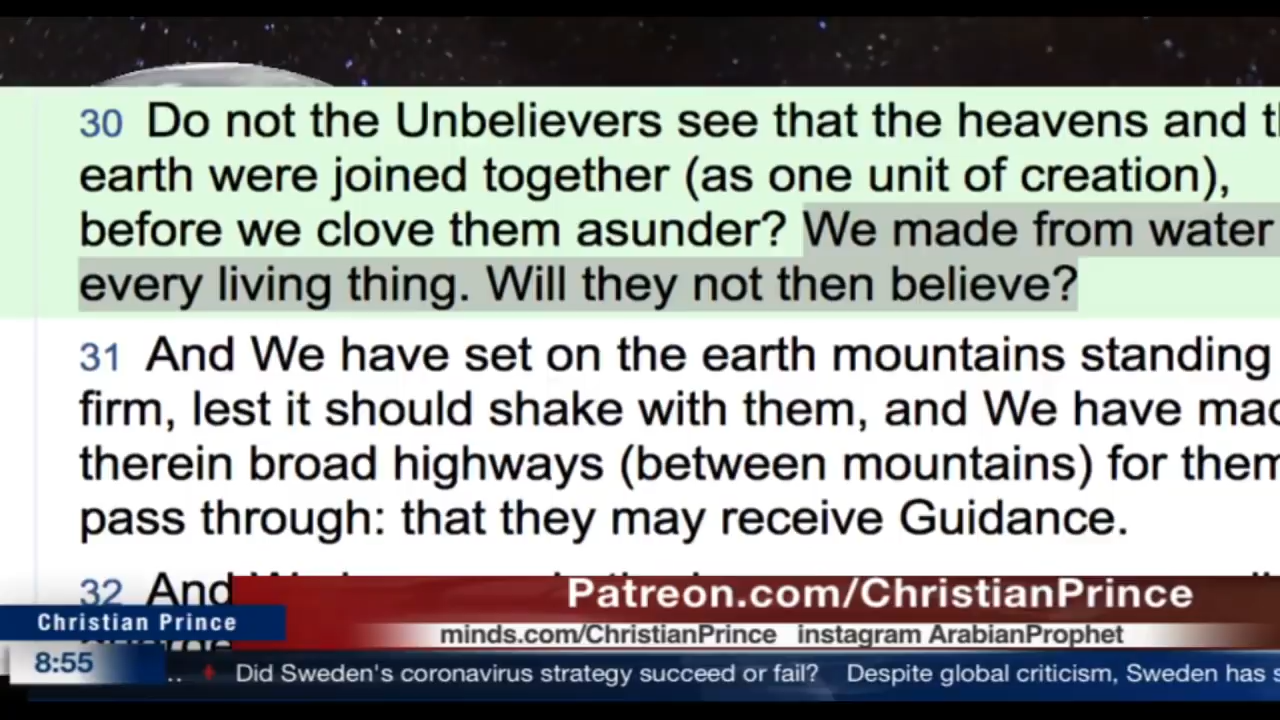 30 Do not the Unbelievers see that the heavens and
earth were joined together (as one unit of creation),
before we clove them asunder? We made from water
every living thing. Will they not then believe?
31 And We have set on the earth mountains standing
firm, lest it should shake with them, and We have
therein broad highways (between mountains) for them
pass through: that they may receive Guidance.
32 And
Patreon.com/ChristianPrince
Christian Prince
minds.com/ChristianPrince instagram ArabianProphet
8:55
.. Did Sweden's coronavirus strategy succeed or fail? Despite global criticism, Sweden has